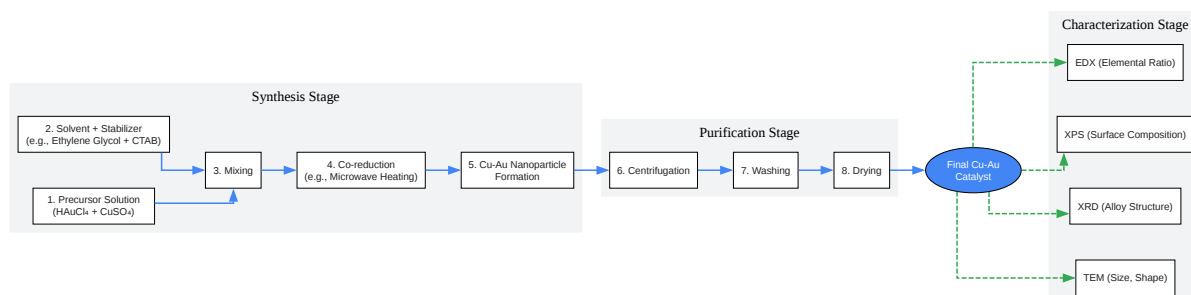 Synthesis Stage
2. Solvent + Stabilizer
(e.g., Ethylene Glycol + CTAB)
1. Precursor Solution
(HAuCl₄ + CuSO₄)
3. Mixing
4. Co-reduction
(e.g., Microwave Heating)
5. Cu-Au Nanoparticle
Formation
Purification Stage
6. Centrifugation
7. Washing
8. Drying
Final Cu-Au
Catalyst
Characterization Stage
EDX (Elemental Ratio)
XPS (Surface Composition)
XRD (Alloy Structure)
TEM (Size, Shape)